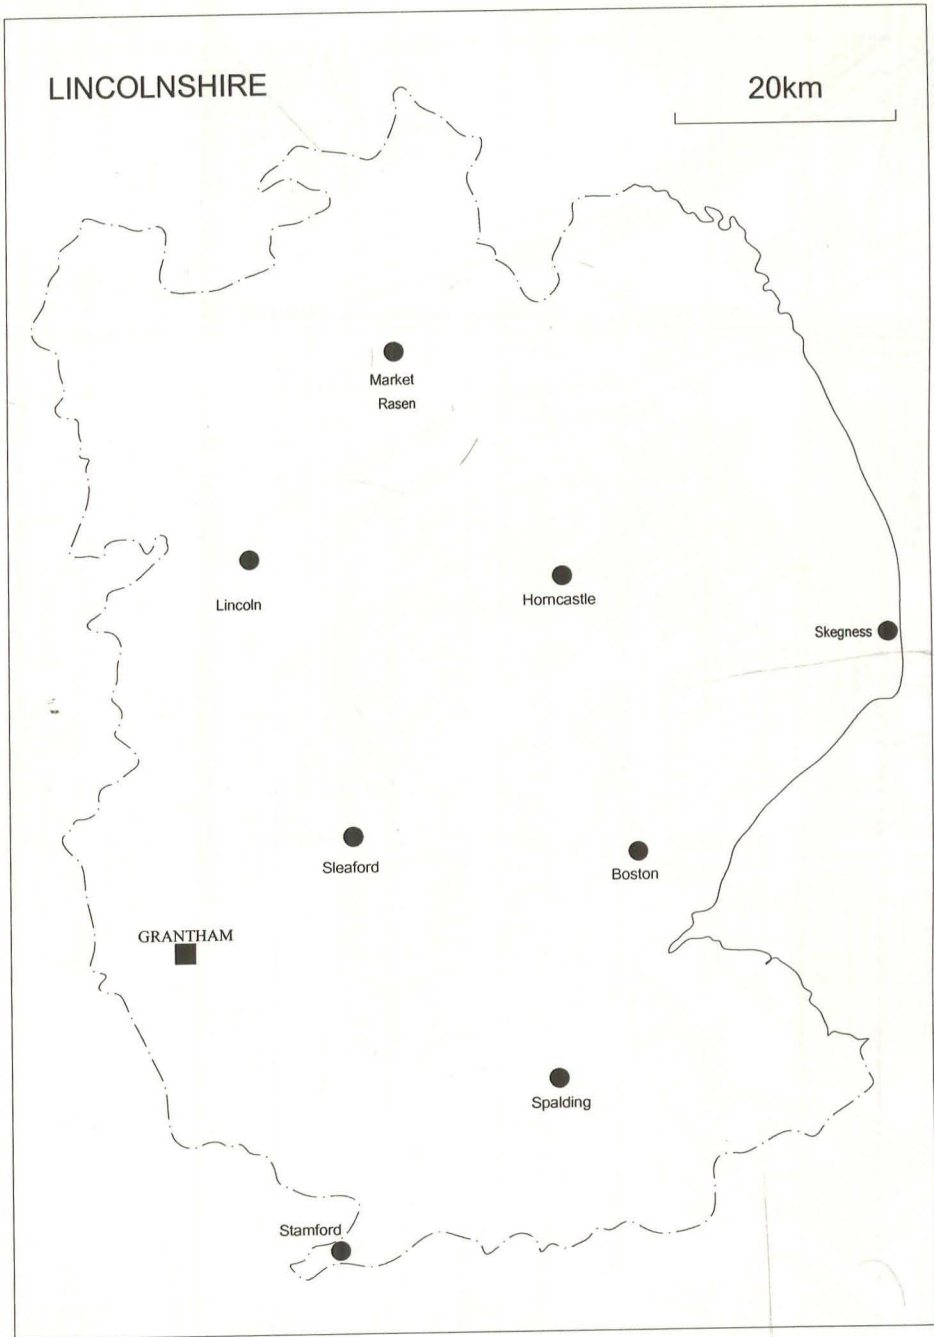 LINCOLNSHIRE
20km
Market
Rasen
Lincoln
Horncastle
Skegness
Sleaford
Boston
GRANTHAM
Spalding
Stamford